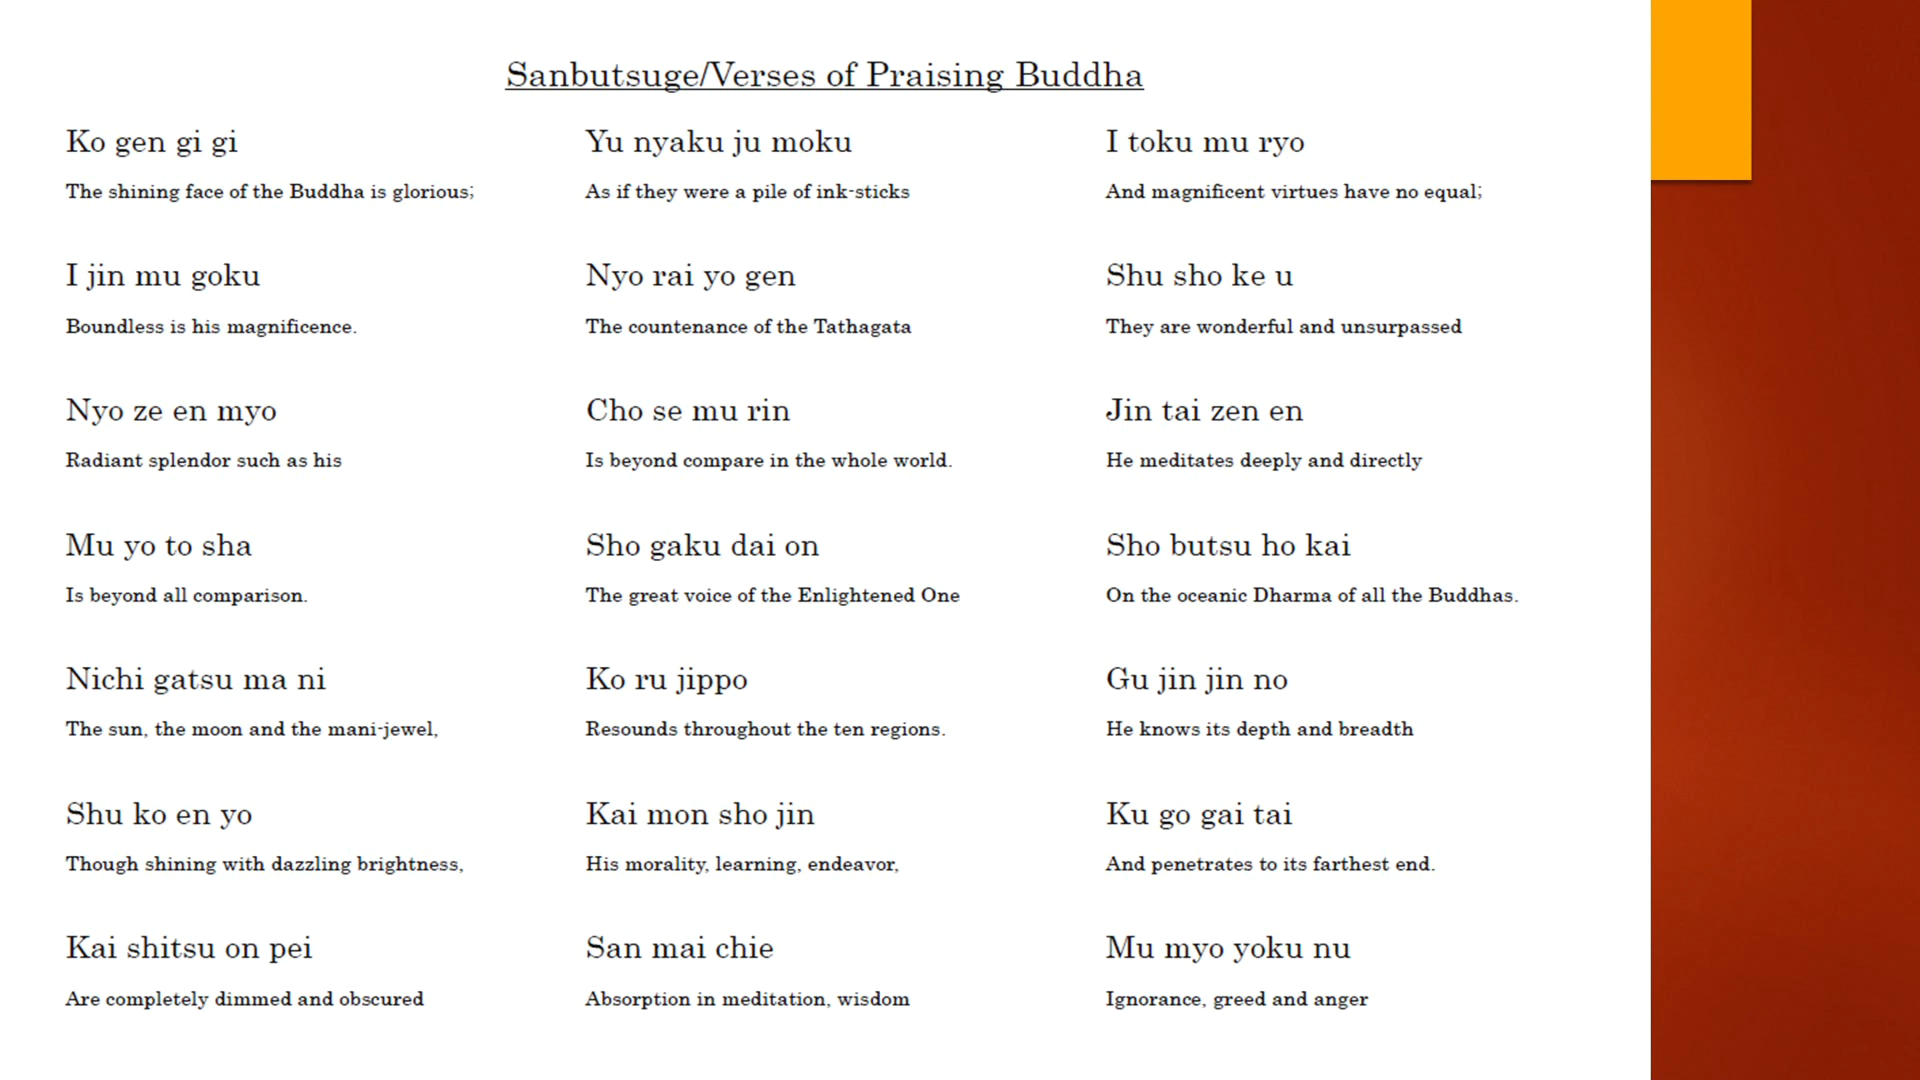 Sanbutsuge/Verses of Praising Buddha
Ko gen gi gi
The shining face of the Buddha is glorious;
I jin mu goku
Boundless is his magnificence.
Nyo ze en myo
Radiant splendor such as his
Mu yo to sha
Is beyond all comparison.
Nichi gatsu ma ni
The sun, the moon and the mani-jewel,
Shu ko en yo
Though shining with dazzling brightness,
Kai shitsu on pei
Are completely dimmed and obscured
Yu nyaku ju moku
As if they were a pile of ink-sticks
Nyo rai yo gen
The countenance of the Tathagata
Cho se mu rin
Is beyond compare in the whole world.
Sho gaku dai on
The great voice of the Enlightened One
Ko ru jippo
Resounds throughout the ten regions.
Kai mon sho jin
His morality, learning, endeavor,
San mai chie
Absorption in meditation, wisdom
I toku mu ryo
And magnificent virtues have no equal;
Shu sho ke u
They are wonderful and unsurpassed
Jin tai zen en
He meditates deeply and directly
Sho butsu ho kai
On the oceanic Dharma of all the Buddhas.
Gu jin jin no
He knows its depth and breadth
Ku go gai tai
And penetrates to its farthest end.
Mu myo yoku nu
Ignorance, greed and anger